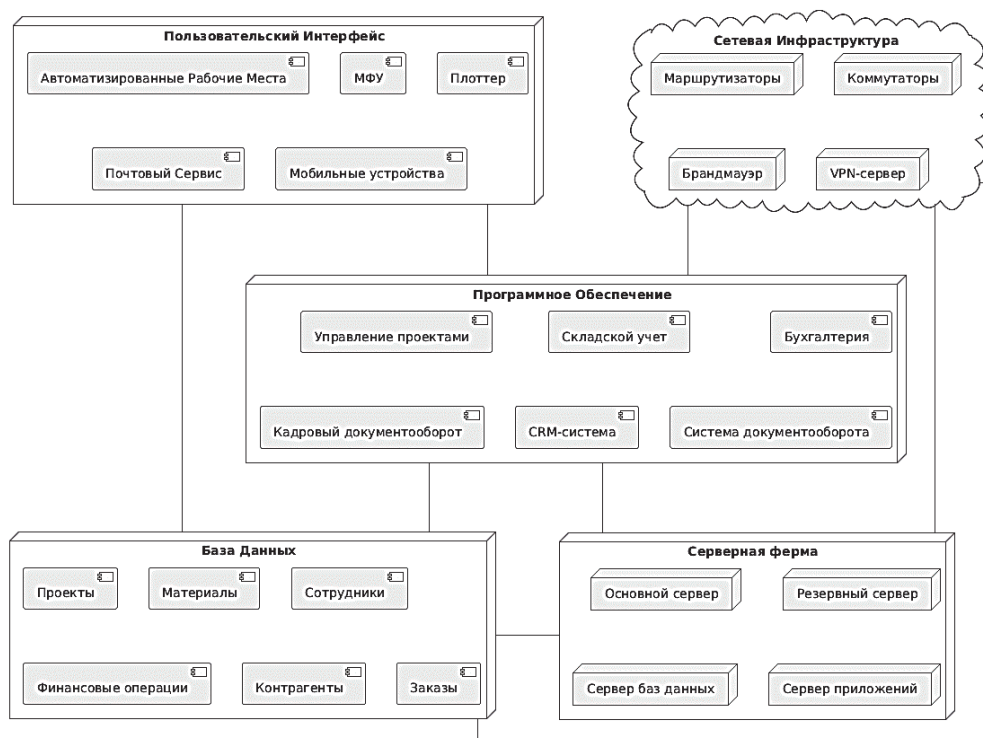 Пользовательский Интерфейс
Автоматизированные Рабочие Места
МФУ
Плоттер
Почтовый Сервис
Мобильные устройства
Сетевая Инфраструктура
Маршрутизаторы
Коммутаторы
Брандмауэр
VPN-сервер
Программное Обеспечение
Управление проектами
Складской учет
Бухгалтерия
Кадровый документооборот
CRM-система
Система документооборота
База Данных
Проекты
Материалы
Сотрудники
Финансовые операции
Контрагенты
Заказы
Серверная ферма
Основной сервер
Резервный сервер
Сервер баз данных
Сервер приложений